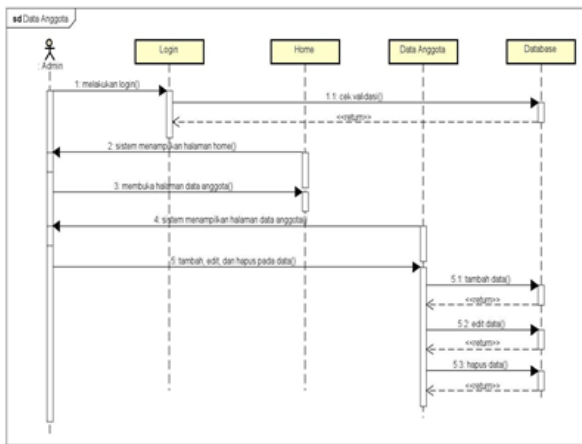 sd Data Anggota
: Admin
Login
Home
Data Anggota
Database
1: melakukan login()
1.1: cek validasi()
<<return>>
2: sistem menampilkan halaman home()
3: membuka halaman data anggota()
4: sistem menampilkan halaman data anggota()
5: tambah, edit, dan hapus pada data()
5.1: tambah data()
<<return>>
5.2: edit data()
<<return>>
5.3: hapus data()
<<return>>